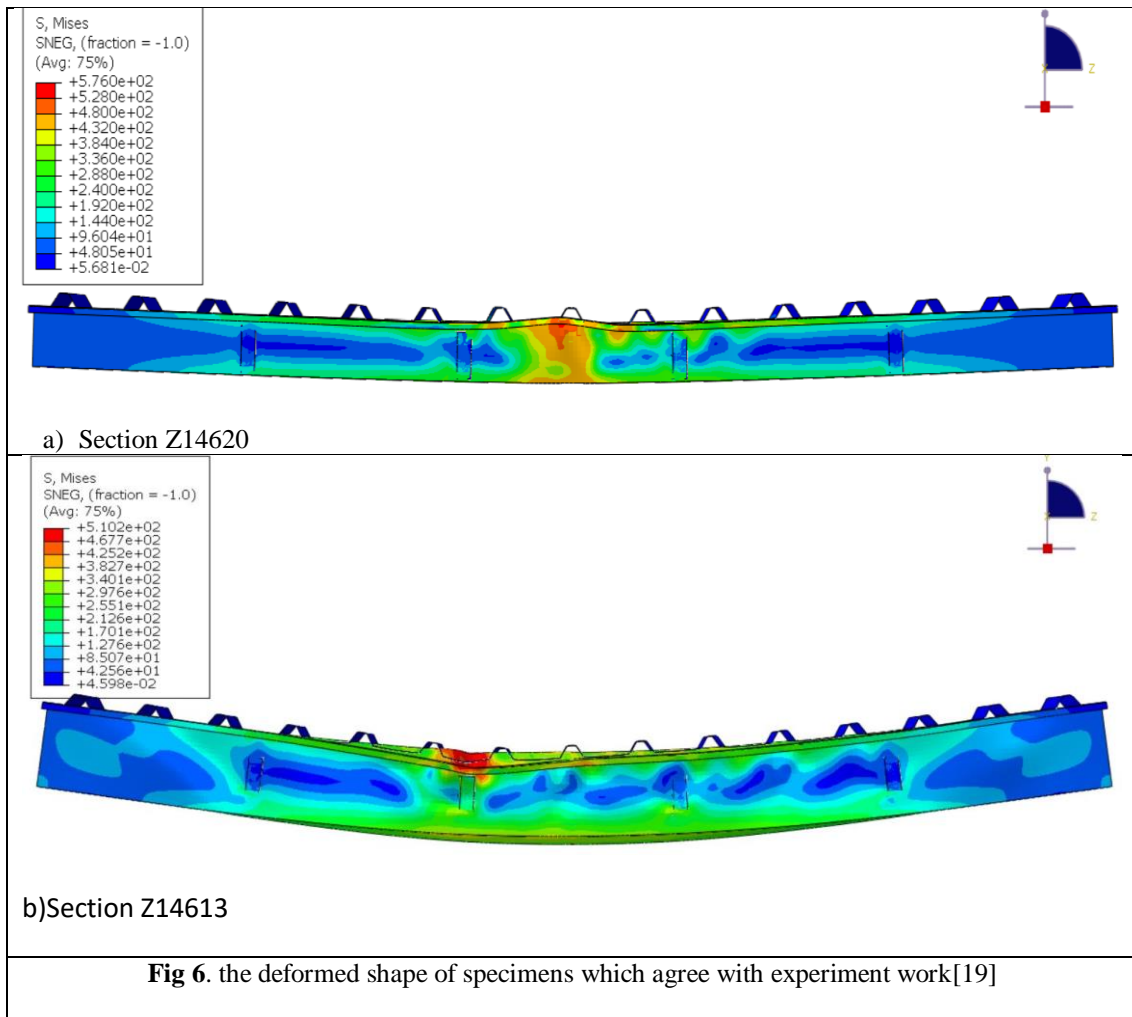 S, Mises
SNEG, (fraction = -1.0)
(Avg: 75%)
+5.760e+02
+5.280e+02
+4.800e+02
+4.320e+02
+3.840e+02
+3.360e+02
+2.880e+02
+2.400e+02
+1.920e+02
+1.440e+02
+9.604e+01
+4.805e+01
+5.681e-02
X
Z
a) Section Z14620
S, Mises
SNEG, (fraction = -1.0)
(Avg: 75%)
+5.102e+02
+4.677e+02
+4.252e+02
+3.827e+02
+3.401e+02
+2.976e+02
+2.551e+02
+2.126e+02
+1.701e+02
+1.276e+02
+8.507e+01
+4.256e+01
+4.598e-02
Y
Z
b)Section Z14613
Fig 6. the deformed shape of specimens which agree with experiment work[19]